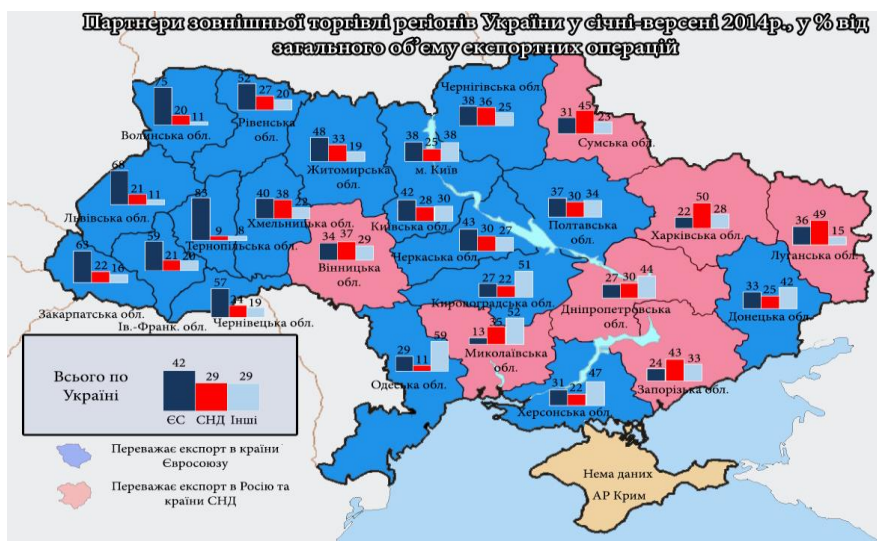 Партнери зовнішньої торгівлі регіонів України у січні-версені 2014р., у % від
загального об'єму експортних операцій
75 20 11
Волинська обл.
52 27 20
Рівенська
обл.
48 33 19
Житомирська
обл.
38 25 38
м. Київ
Чернігівська обл.
38 36 25
31 45 23
Сумська обл.
68 21 11
Львівська обл.
83 9 8
Тернопільська обл.
40 38 22
Хмельницька обл.
42 28 30
Київська обл.
37 30 34
Полтавська
обл.
22 50 28
Харківська
обл.
36 49 15
Луганська обл.
63 22 16
Закарпатська обл.
59 21 20
Ів.-Франк. обл.
57 24 19
Чернівецька обл.
34 37 29
Вінницька
обл.
43 30 27
Черкаська
обл.
27 22 51
Кировоградська обл.
27 30 44
Дніпропетровська
обл.
33 25 42
Донецька обл.
29 11 59
Одеська обл.
13 35 52
Миколаївська
обл.
31 22 47
Херсонська обл.
24 43 33
Запорізька обл.
Всього по
Україні
42 29 29
ЄС СНД Інші
Переважає експорт в країни
Євросоюзу
Переважає експорт в Росію та
країни СНД
Нема даних
АР Крим